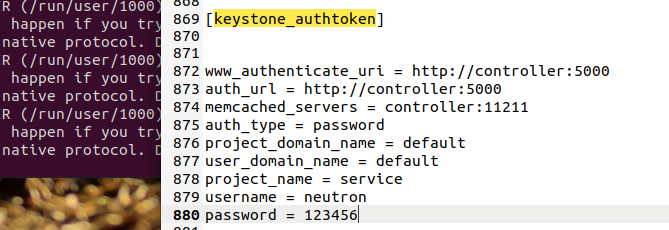 R (/run/user/1000)
happen if you try
native protocol.
R (/run/user/1000)
happen if you try
native protocol.
R (/run/user/1000)
happen if you try
native protocol. D
869 [keystone_authtoken]
870
871
872 www_authenticate_uri = http://controller:5000
873 auth_url = http://controller:5000
874 memcached_servers = controller:11211
875 auth_type = password
876 project_domain_name = default
877 user_domain_name = default
878 project_name = service
879 username = neutron
880 password = 123456